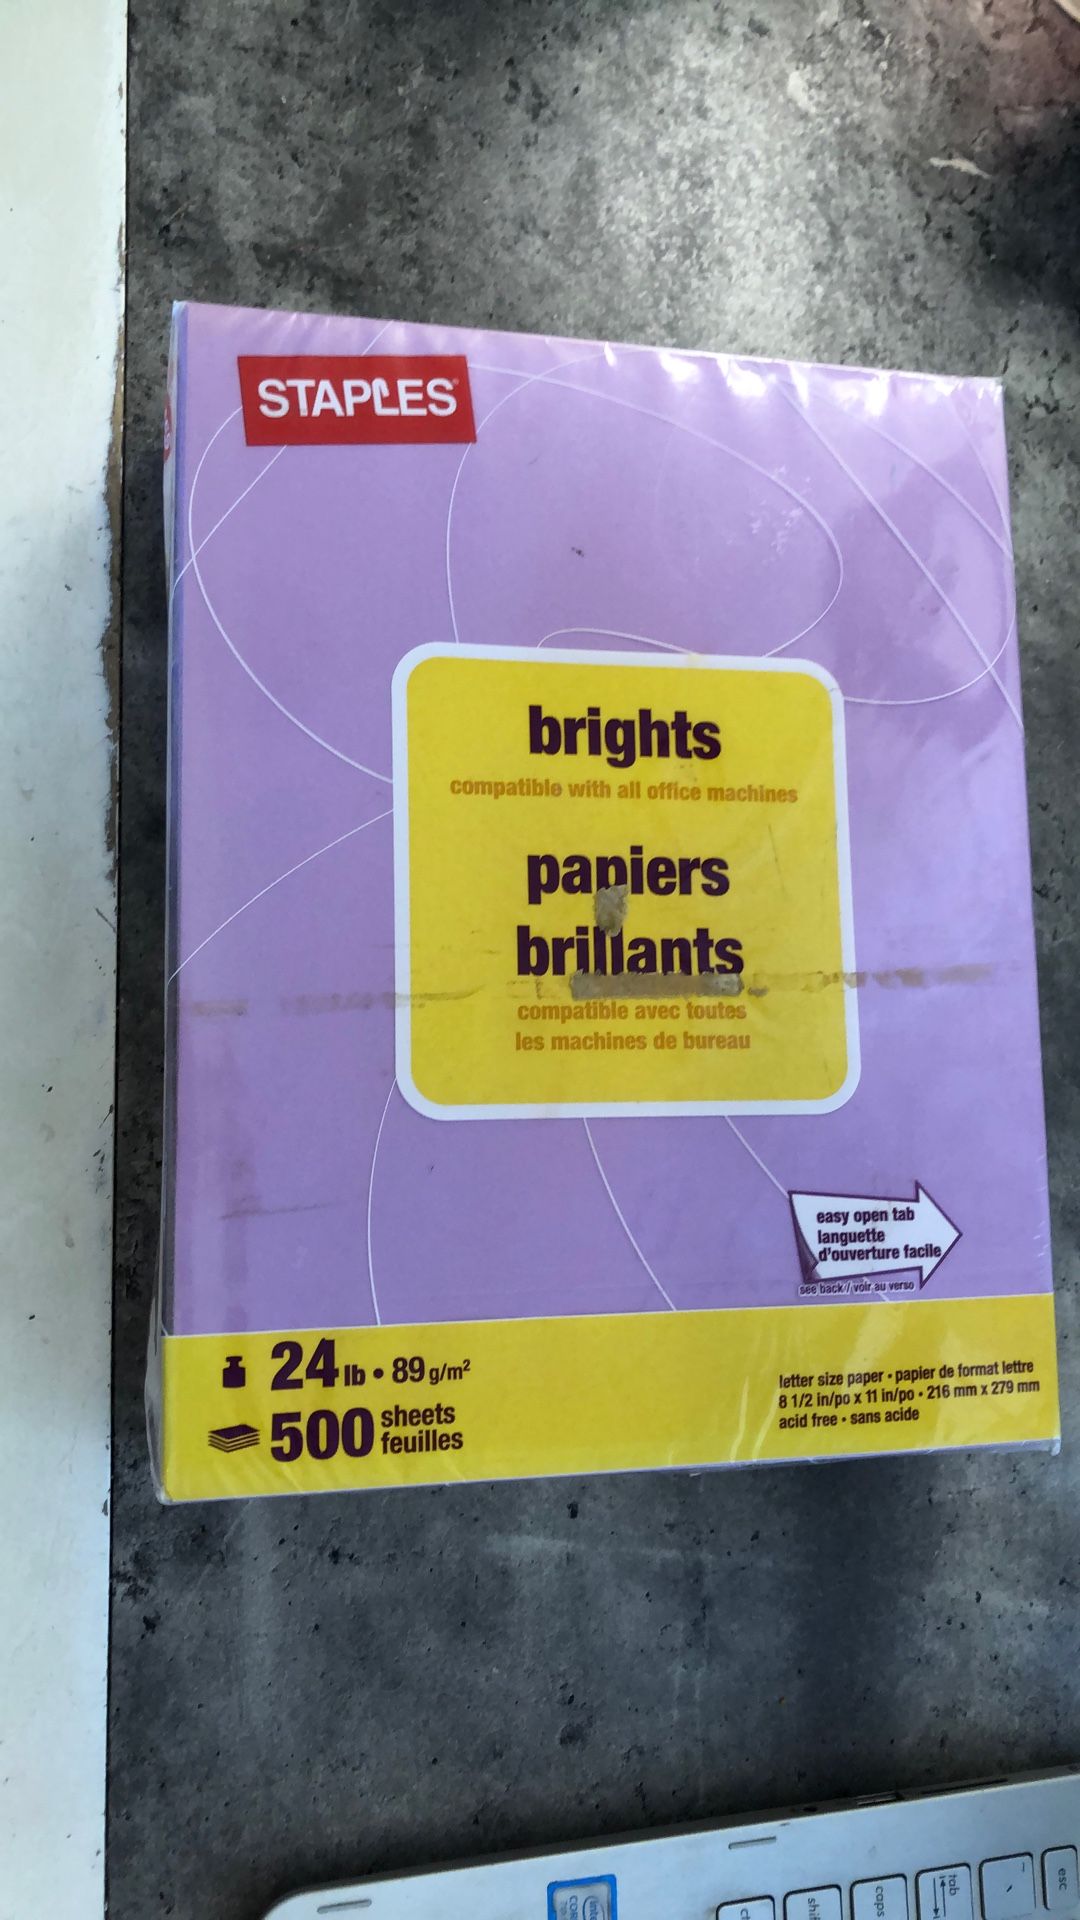 STAPLES
brights
compatible with all office machines
papiers
brillants
compatible avec toutes
les machines de bureau
easy open tab
languette
d'ouverture facile
see back / voir au verso
24 lb • 89 g/m²
500 sheets
feuilles
letter size paper • papier de format lettre
8 1/2 in/po x 11 in/po • 216 mm x 279 mm
acid free • sans acide
esc
tab
caps